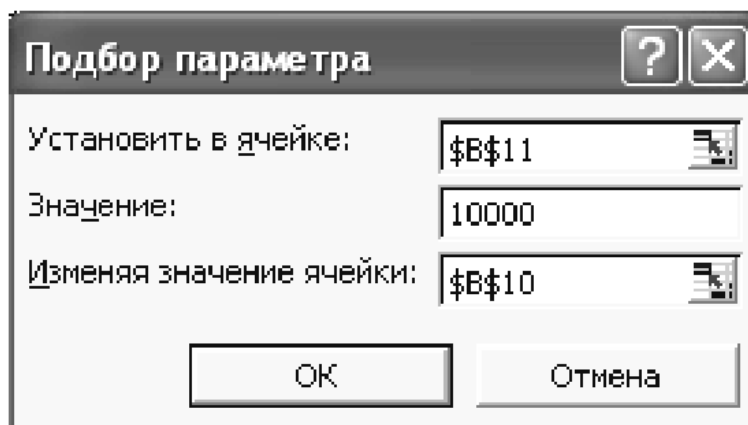 Подбор параметра
Установить в ячейке: $B$11
Значение: 10000
Изменяя значение ячейки: $B$10
ОК Отмена